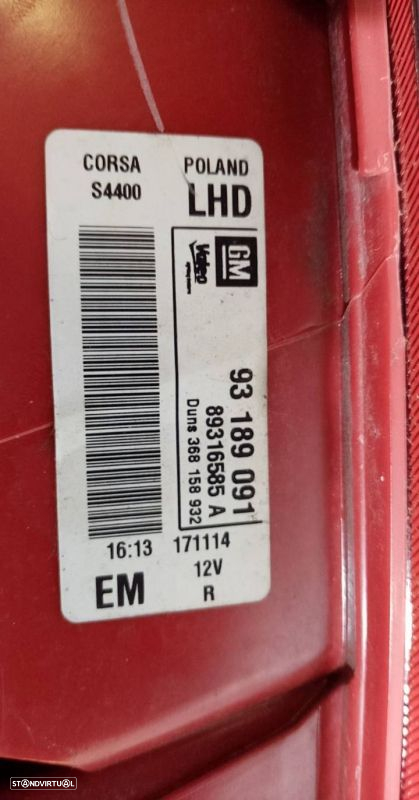 CORSA POLAND
S4400 LHD
GM
Valeo
93 189 091
89316585 A
Duns 368 158 932
16:13 171114
12V
EM R
STANDVIRTUAL